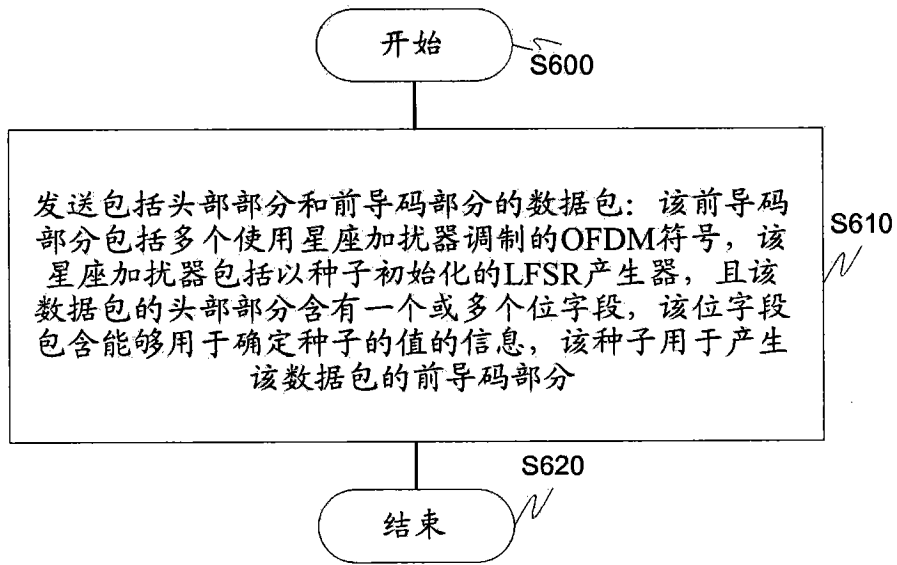 开始
S600
发送包括头部部分和前导码部分的数据包：该前导码
部分包括多个使用星座加扰器调制的OFDM符号，该
星座加扰器包括以种子初始化的LFSR产生器，且该
数据包的头部部分含有一个或多个位字段，该位字段
包含能够用于确定种子的值的信息，该种子用于产生
该数据包的前导码部分
S610
S620
结束